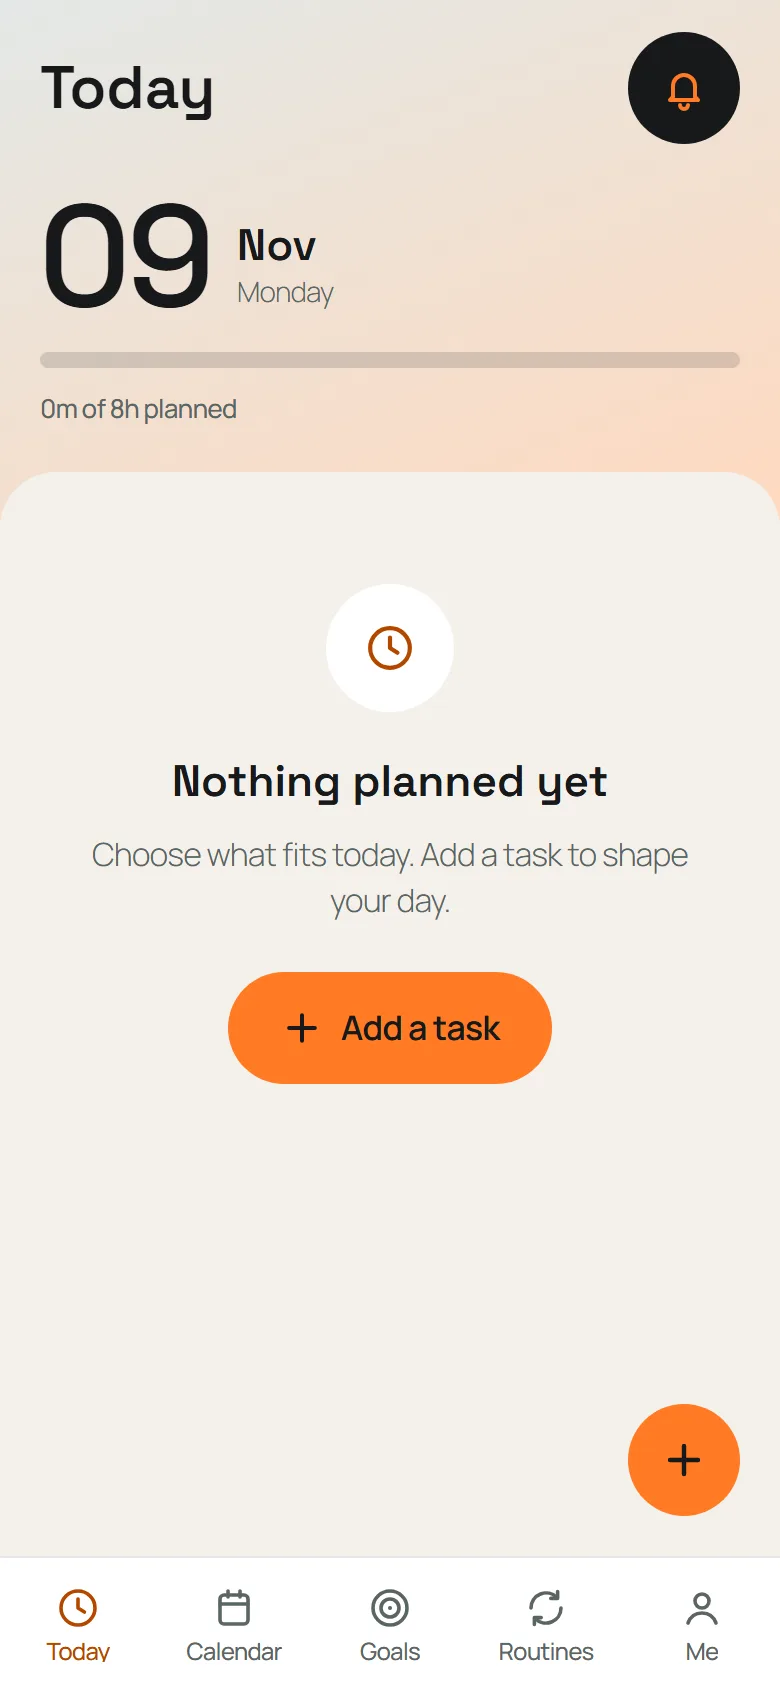 Today
09
Nov
Monday
0m of 8h planned
Nothing planned yet
Choose what fits today. Add a task to shape
your day.
Add a task
Today
Calendar
Goals
Routines
Me